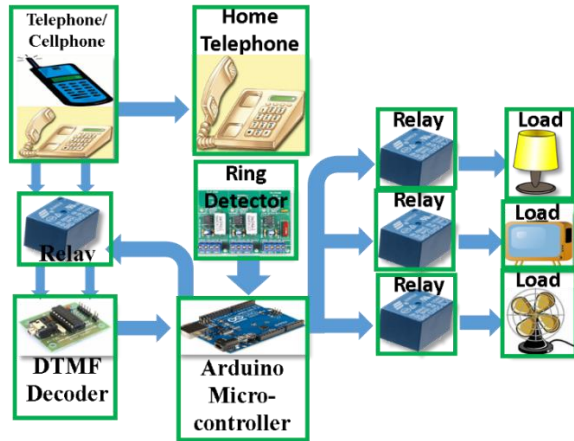 Telephone/
Cellphone
Home
Telephone
Ring
Detector
Relay
DTMF
Decoder
Arduino
Micro-
controller
Relay
Load
Relay
Load
Relay
Load